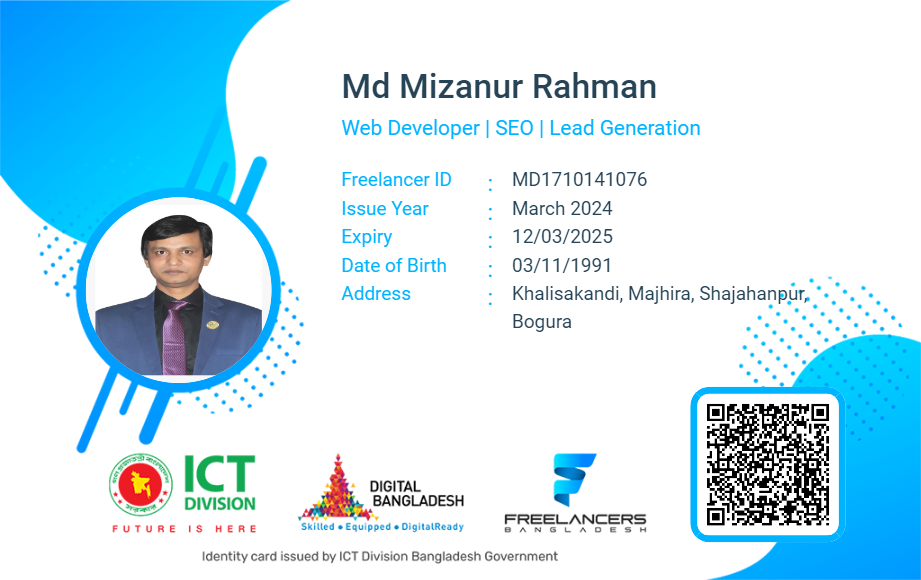 Md Mizanur Rahman
Web Developer | SEO | Lead Generation
Freelancer ID : MD1710141076
Issue Year : March 2024
Expiry : 12/03/2025
Date of Birth : 03/11/1991
Address : Khalisakandi, Majhira, Shajahanpur,
Bogura
ICT
DIVISION
FUTURE IS HERE
DIGITAL
BANGLADESH
Skilled ● Equipped ● DigitalReady
FREELANCERS
BANGLADESH
Identity card issued by ICT Division Bangladesh Government